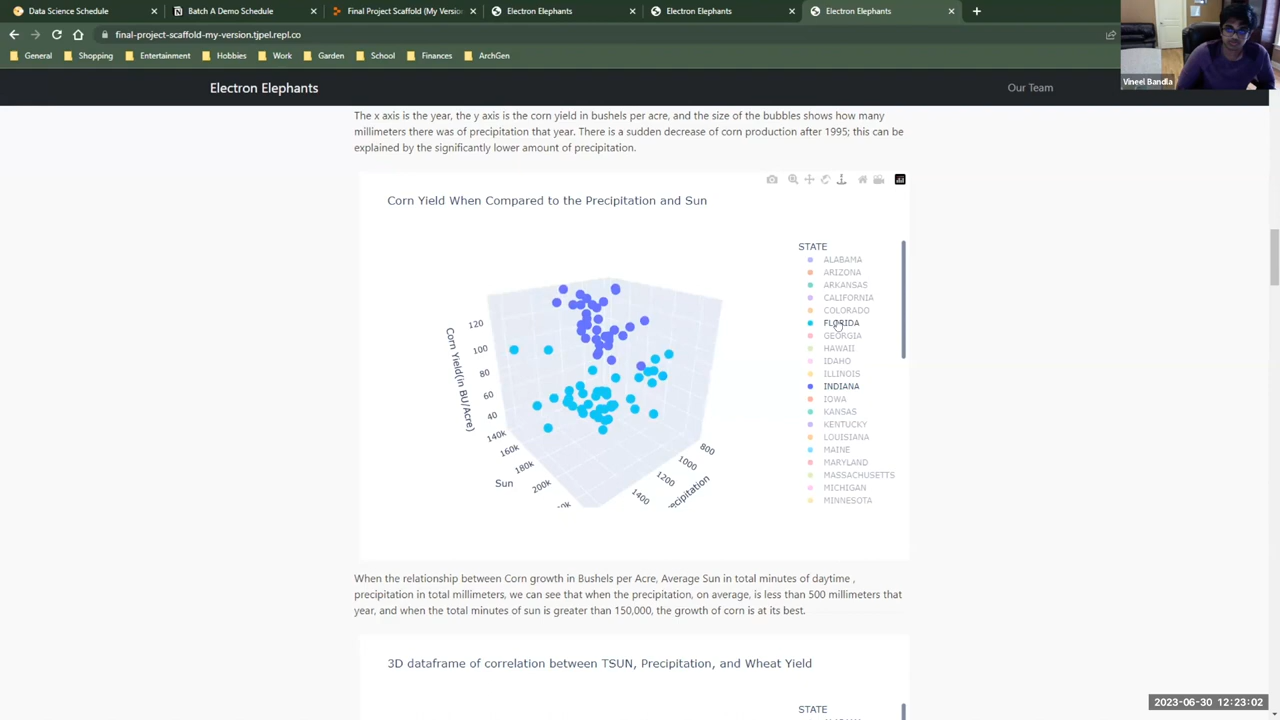 Data Science Schedule
Batch A Demo Schedule
Final Project Scaffold (My Versio
Electron Elephants
Electron Elephants
Electron Elephants
final-project-scaffold-my-version.tjpel.repl.co
General
Shopping
Entertainment
Hobbies
Work
Garden
School
Finances
ArchGen
Vineel Bandla
Electron Elephants
Our Team
The x axis is the year, the y axis is the corn yield in bushels per acre, and the size of the bubbles shows how many
millimeters there was of precipitation that year. There is a sudden decrease of corn production after 1995; this can be
explained by the significantly lower amount of precipitation.
Corn Yield When Compared to the Precipitation and Sun
STATE
ALABAMA
ARIZONA
ARKANSAS
CALIFORNIA
COLORADO
FLORIDA
GEORGIA
HAWAII
IDAHO
ILLINOIS
INDIANA
IOWA
KANSAS
KENTUCKY
LOUISIANA
MAINE
MARYLAND
MASSACHUSETTS
MICHIGAN
MINNESOTA
Corn Yield(in BU/Acre)
120
100
80
60
40
140k
160k
180k
200k
Sun
800
1000
1200
1400
ecipitation
When the relationship between Corn growth in Bushels per Acre, Average Sun in total minutes of daytime ,
precipitation in total millimeters, we can see that when the precipitation, on average, is less than 500 millimeters that
year, and when the total minutes of sun is greater than 150,000, the growth of corn is at its best.
3D dataframe of correlation between TSUN, Precipitation, and Wheat Yield
STATE
2023-06-30 12:23:02